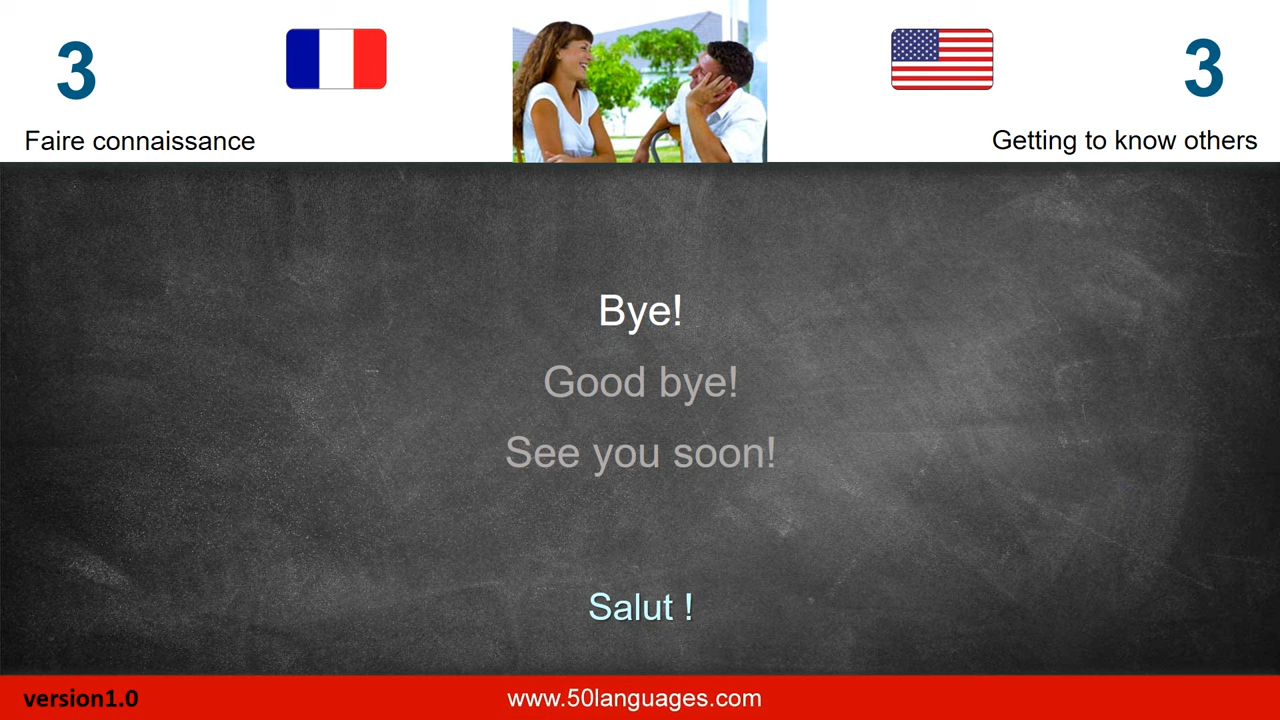 3
3
Faire connaissance
Getting to know others
Bye!
Good bye!
See you soon!
Salut !
version1.0
www.50languages.com